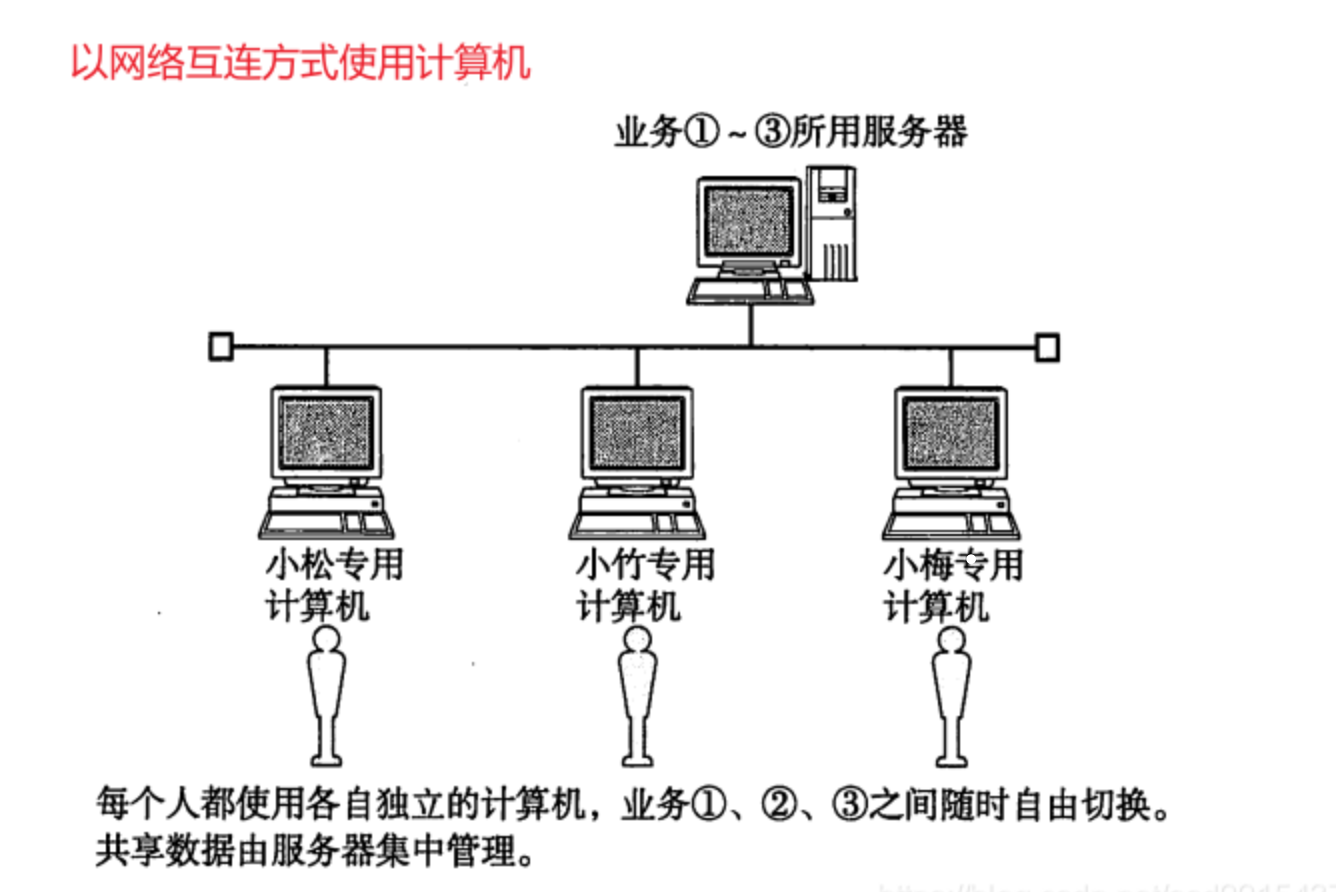 以网络互连方式使用计算机
业务①~③所用服务器
小松专用
计算机
小竹专用
计算机
小梅专用
计算机
每个人都使用各自独立的计算机，业务①、②、③之间随时自由切换。
共享数据由服务器集中管理。